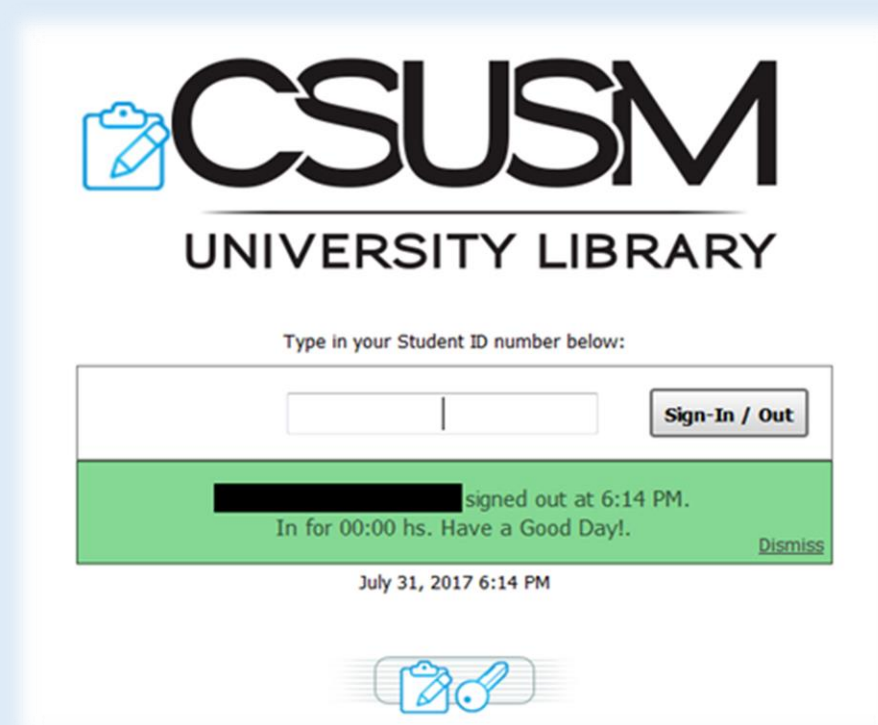 CSUSM
UNIVERSITY LIBRARY
Type in your Student ID number below:
Sign-In / Out
signed out at 6:14 PM.
In for 00:00 hs. Have a Good Day!.
Dismiss
July 31, 2017 6:14 PM